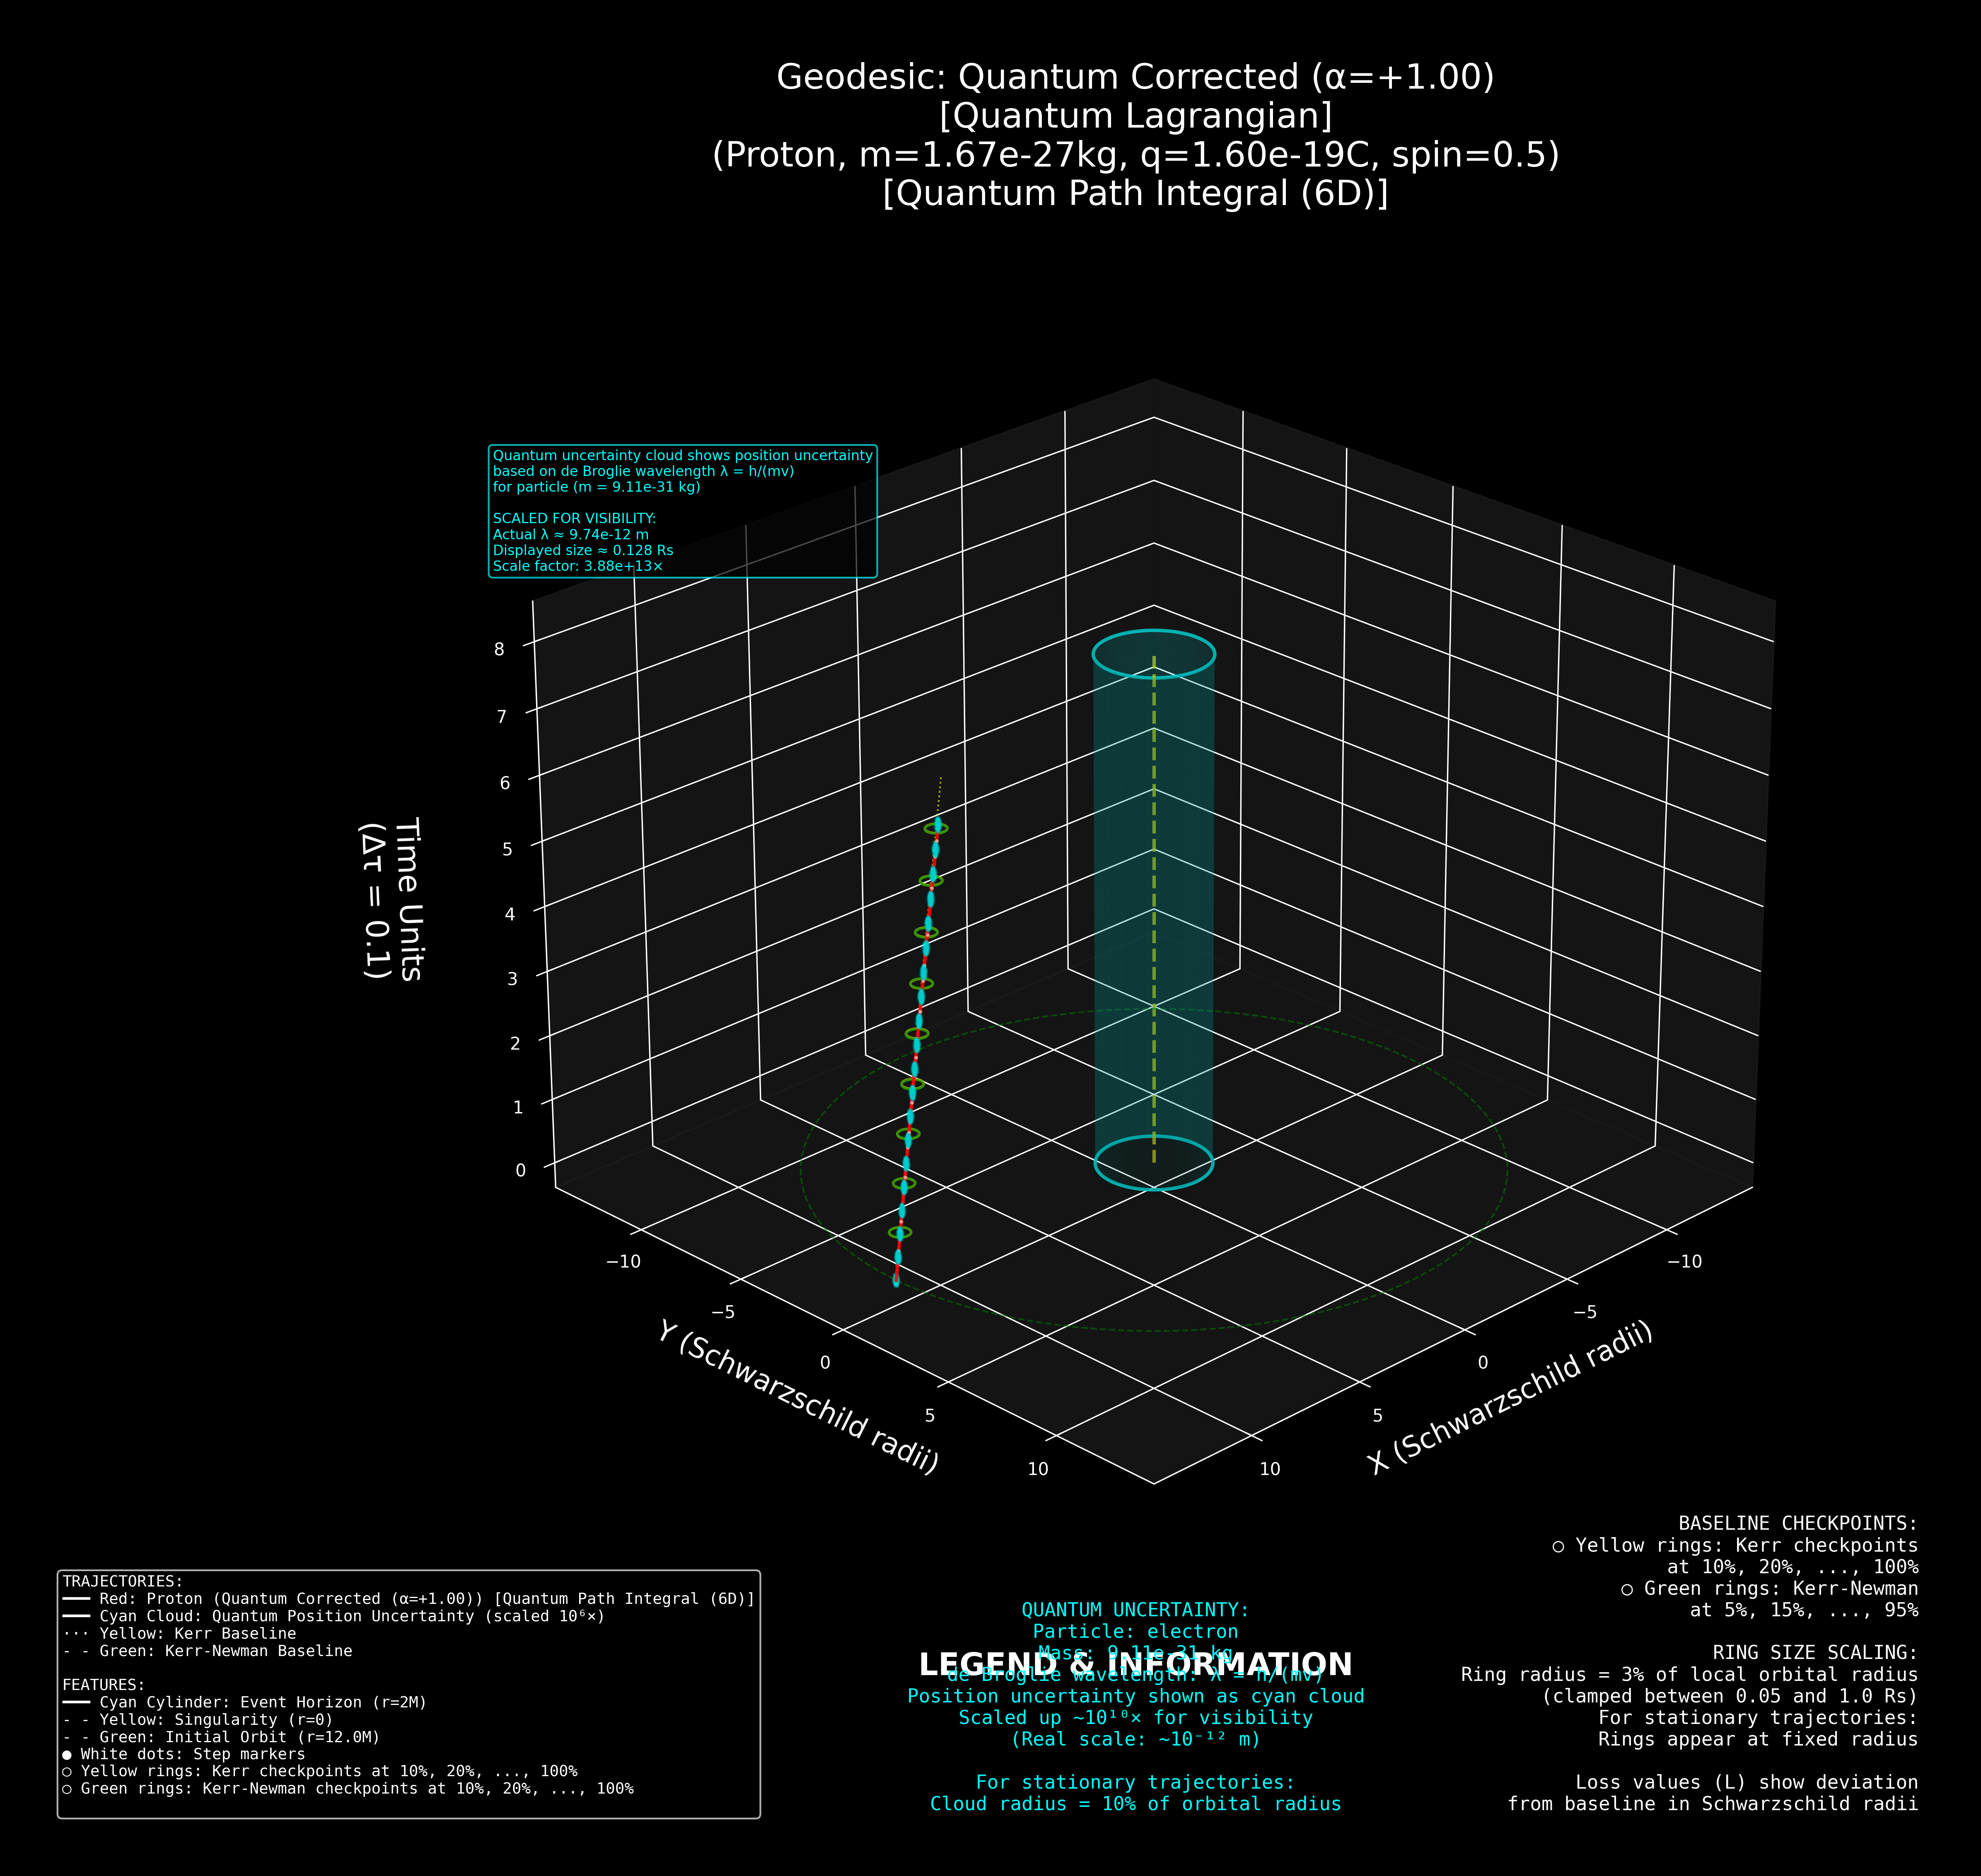 Geodesic: Quantum Corrected (α=+1.00)
[Quantum Lagrangian]
(Proton, m=1.67e-27kg, q=1.60e-19C, spin=0.5)
[Quantum Path Integral (6D)]
Quantum uncertainty cloud shows position uncertainty
based on de Broglie wavelength λ = h/(mv)
for particle (m = 9.11e-31 kg)
SCALED FOR VISIBILITY:
Actual λ ≈ 9.74e-12 m
Displayed size ≈ 0.128 Rs
Scale factor: 3.88e+13×
8
7
6
5
4
3
2
1
0
Time Units
(Δτ = 0.1)
−10
−5
0
5
10
Y (Schwarzschild radii)
−10
−5
0
5
10
X (Schwarzschild radii)
TRAJECTORIES:
━━━ Red: Proton (Quantum Corrected (α=+1.00)) [Quantum Path Integral (6D)]
━━━ Cyan Cloud: Quantum Position Uncertainty (scaled 10⁶×)
··· Yellow: Kerr Baseline
- - Green: Kerr-Newman Baseline
FEATURES:
━━━ Cyan Cylinder: Event Horizon (r=2M)
- - Yellow: Singularity (r=0)
- - Green: Initial Orbit (r=12.0M)
● White dots: Step markers
○ Yellow rings: Kerr checkpoints at 10%, 20%, ..., 100%
○ Green rings: Kerr-Newman checkpoints at 10%, 20%, ..., 100%
QUANTUM UNCERTAINTY:
Particle: electron
Mass: 9.11e-31 kg
LEGEND & INFORMATION
de Broglie wavelength: λ = h/(mv)
Position uncertainty shown as cyan cloud
Scaled up ~10¹⁰× for visibility
(Real scale: ~10⁻¹² m)
For stationary trajectories:
Cloud radius = 10% of orbital radius
BASELINE CHECKPOINTS:
○ Yellow rings: Kerr checkpoints
at 10%, 20%, ..., 100%
○ Green rings: Kerr-Newman
at 5%, 15%, ..., 95%
RING SIZE SCALING:
Ring radius = 3% of local orbital radius
(clamped between 0.05 and 1.0 Rs)
For stationary trajectories:
Rings appear at fixed radius
Loss values (L) show deviation
from baseline in Schwarzschild radii